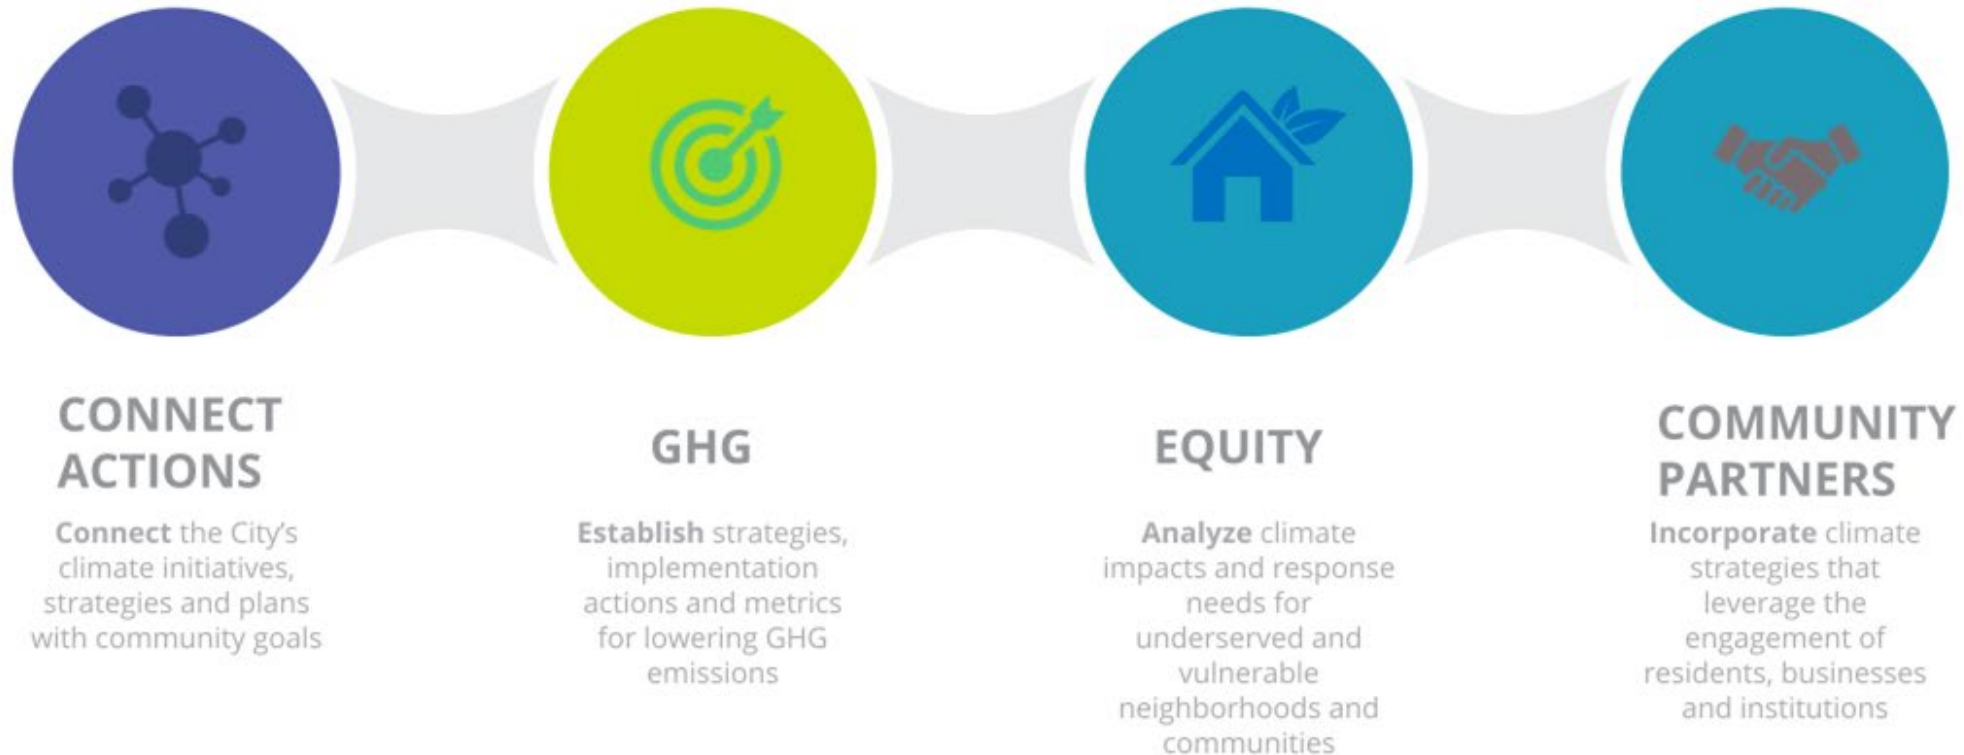 CONNECT
ACTIONS
Connect the City’s
climate initiatives,
strategies and plans
with community goals
GHG
Establish strategies,
implementation
actions and metrics
for lowering GHG
emissions
EQUITY
Analyze climate
impacts and response
needs for
underserved and
vulnerable
neighborhoods and
communities
COMMUNITY
PARTNERS
Incorporate climate
strategies that
leverage the
engagement of
residents, businesses
and institutions